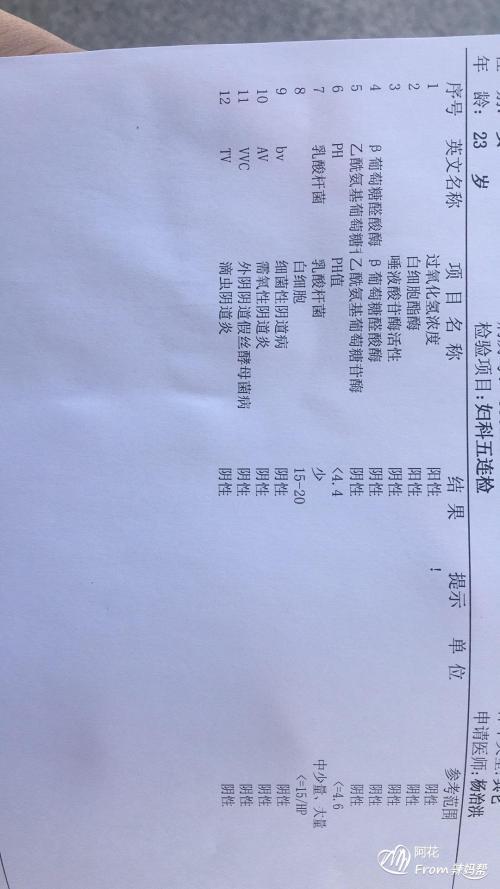 年 龄: 23 岁 检验项目:妇科五连检 申请医师:杨治洪
序号 英文名称 项 目 名 称 结 果 提示 单 位 参考范围
1 过氧化氢浓度 阳性 ! 阴性
2 白细胞酯酶 阳性 阴性
3 唾液酸苷酶活性 阴性 阴性
4 β葡萄糖醛酸酶 β葡萄糖醛酸酶 阴性 阴性
5 乙酰氨基葡萄糖 乙酰氨基葡萄糖苷酶 阴性 阴性
6 PH PH值 <4.4 <=4.6
7 乳酸杆菌 乳酸杆菌 少 中少量、大量
8 白细胞 15-20 <=15/HP
9 bv 细菌性阴道病 阴性 阴性
10 AV 需氧性阴道炎 阴性 阴性
11 VVC 外阴阴道假丝酵母菌病 阴性 阴性
12 TV 滴虫阴道炎 阴性 阴性
阿花
From